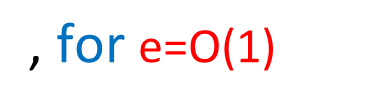 , for e=O(1)